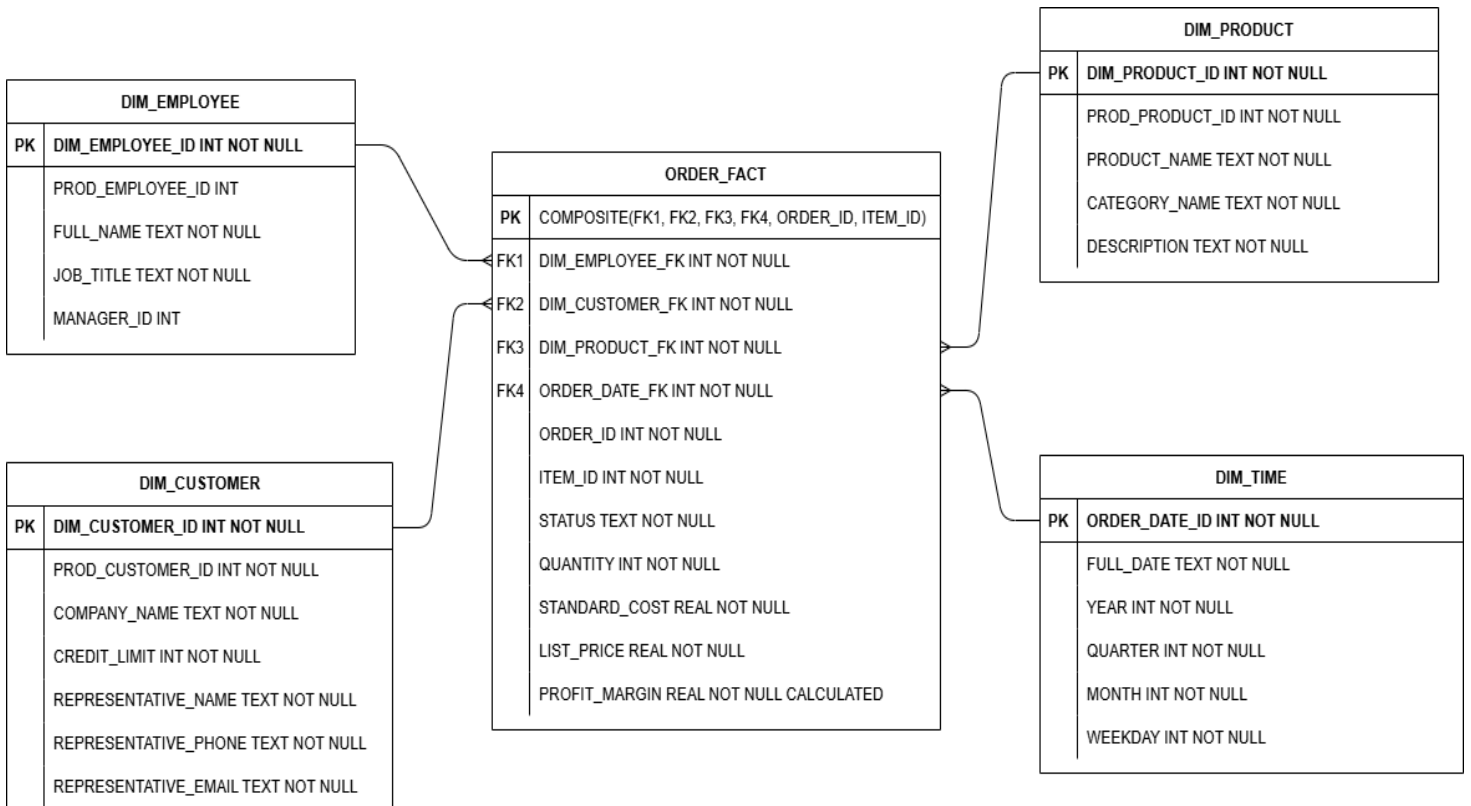 DIM_EMPLOYEE
PK DIM_EMPLOYEE_ID INT NOT NULL
PROD_EMPLOYEE_ID INT
FULL_NAME TEXT NOT NULL
JOB_TITLE TEXT NOT NULL
MANAGER_ID INT
DIM_CUSTOMER
PK DIM_CUSTOMER_ID INT NOT NULL
PROD_CUSTOMER_ID INT NOT NULL
COMPANY_NAME TEXT NOT NULL
CREDIT_LIMIT INT NOT NULL
REPRESENTATIVE_NAME TEXT NOT NULL
REPRESENTATIVE_PHONE TEXT NOT NULL
REPRESENTATIVE_EMAIL TEXT NOT NULL
ORDER_FACT
PK COMPOSITE(FK1, FK2, FK3, FK4, ORDER_ID, ITEM_ID)
FK1 DIM_EMPLOYEE_FK INT NOT NULL
FK2 DIM_CUSTOMER_FK INT NOT NULL
FK3 DIM_PRODUCT_FK INT NOT NULL
FK4 ORDER_DATE_FK INT NOT NULL
ORDER_ID INT NOT NULL
ITEM_ID INT NOT NULL
STATUS TEXT NOT NULL
QUANTITY INT NOT NULL
STANDARD_COST REAL NOT NULL
LIST_PRICE REAL NOT NULL
PROFIT_MARGIN REAL NOT NULL CALCULATED
DIM_PRODUCT
PK DIM_PRODUCT_ID INT NOT NULL
PROD_PRODUCT_ID INT NOT NULL
PRODUCT_NAME TEXT NOT NULL
CATEGORY_NAME TEXT NOT NULL
DESCRIPTION TEXT NOT NULL
DIM_TIME
PK ORDER_DATE_ID INT NOT NULL
FULL_DATE TEXT NOT NULL
YEAR INT NOT NULL
QUARTER INT NOT NULL
MONTH INT NOT NULL
WEEKDAY INT NOT NULL